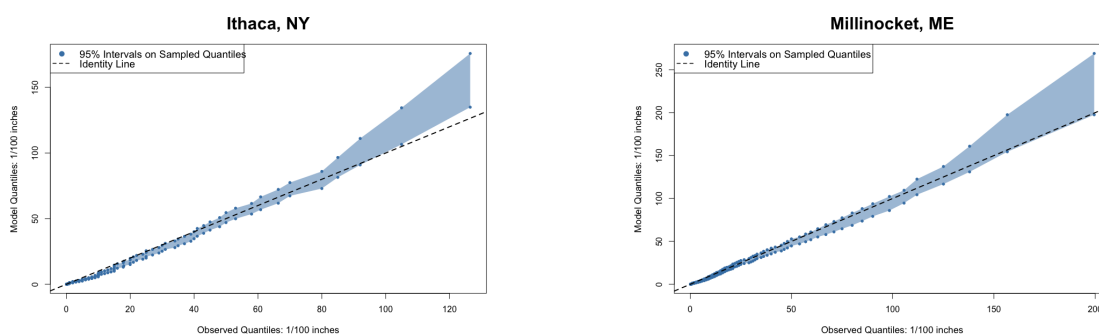 Ithaca, NY
95% Intervals on Sampled Quantiles
Identity Line
Model Quantiles: 1/100 inches
0 50 100 150
0 20 40 60 80 100 120
Observed Quantiles: 1/100 inches
Millinocket, ME
95% Intervals on Sampled Quantiles
Identity Line
Model Quantiles: 1/100 inches
0 50 100 150 200 250
0 50 100 150 200
Observed Quantiles: 1/100 inches